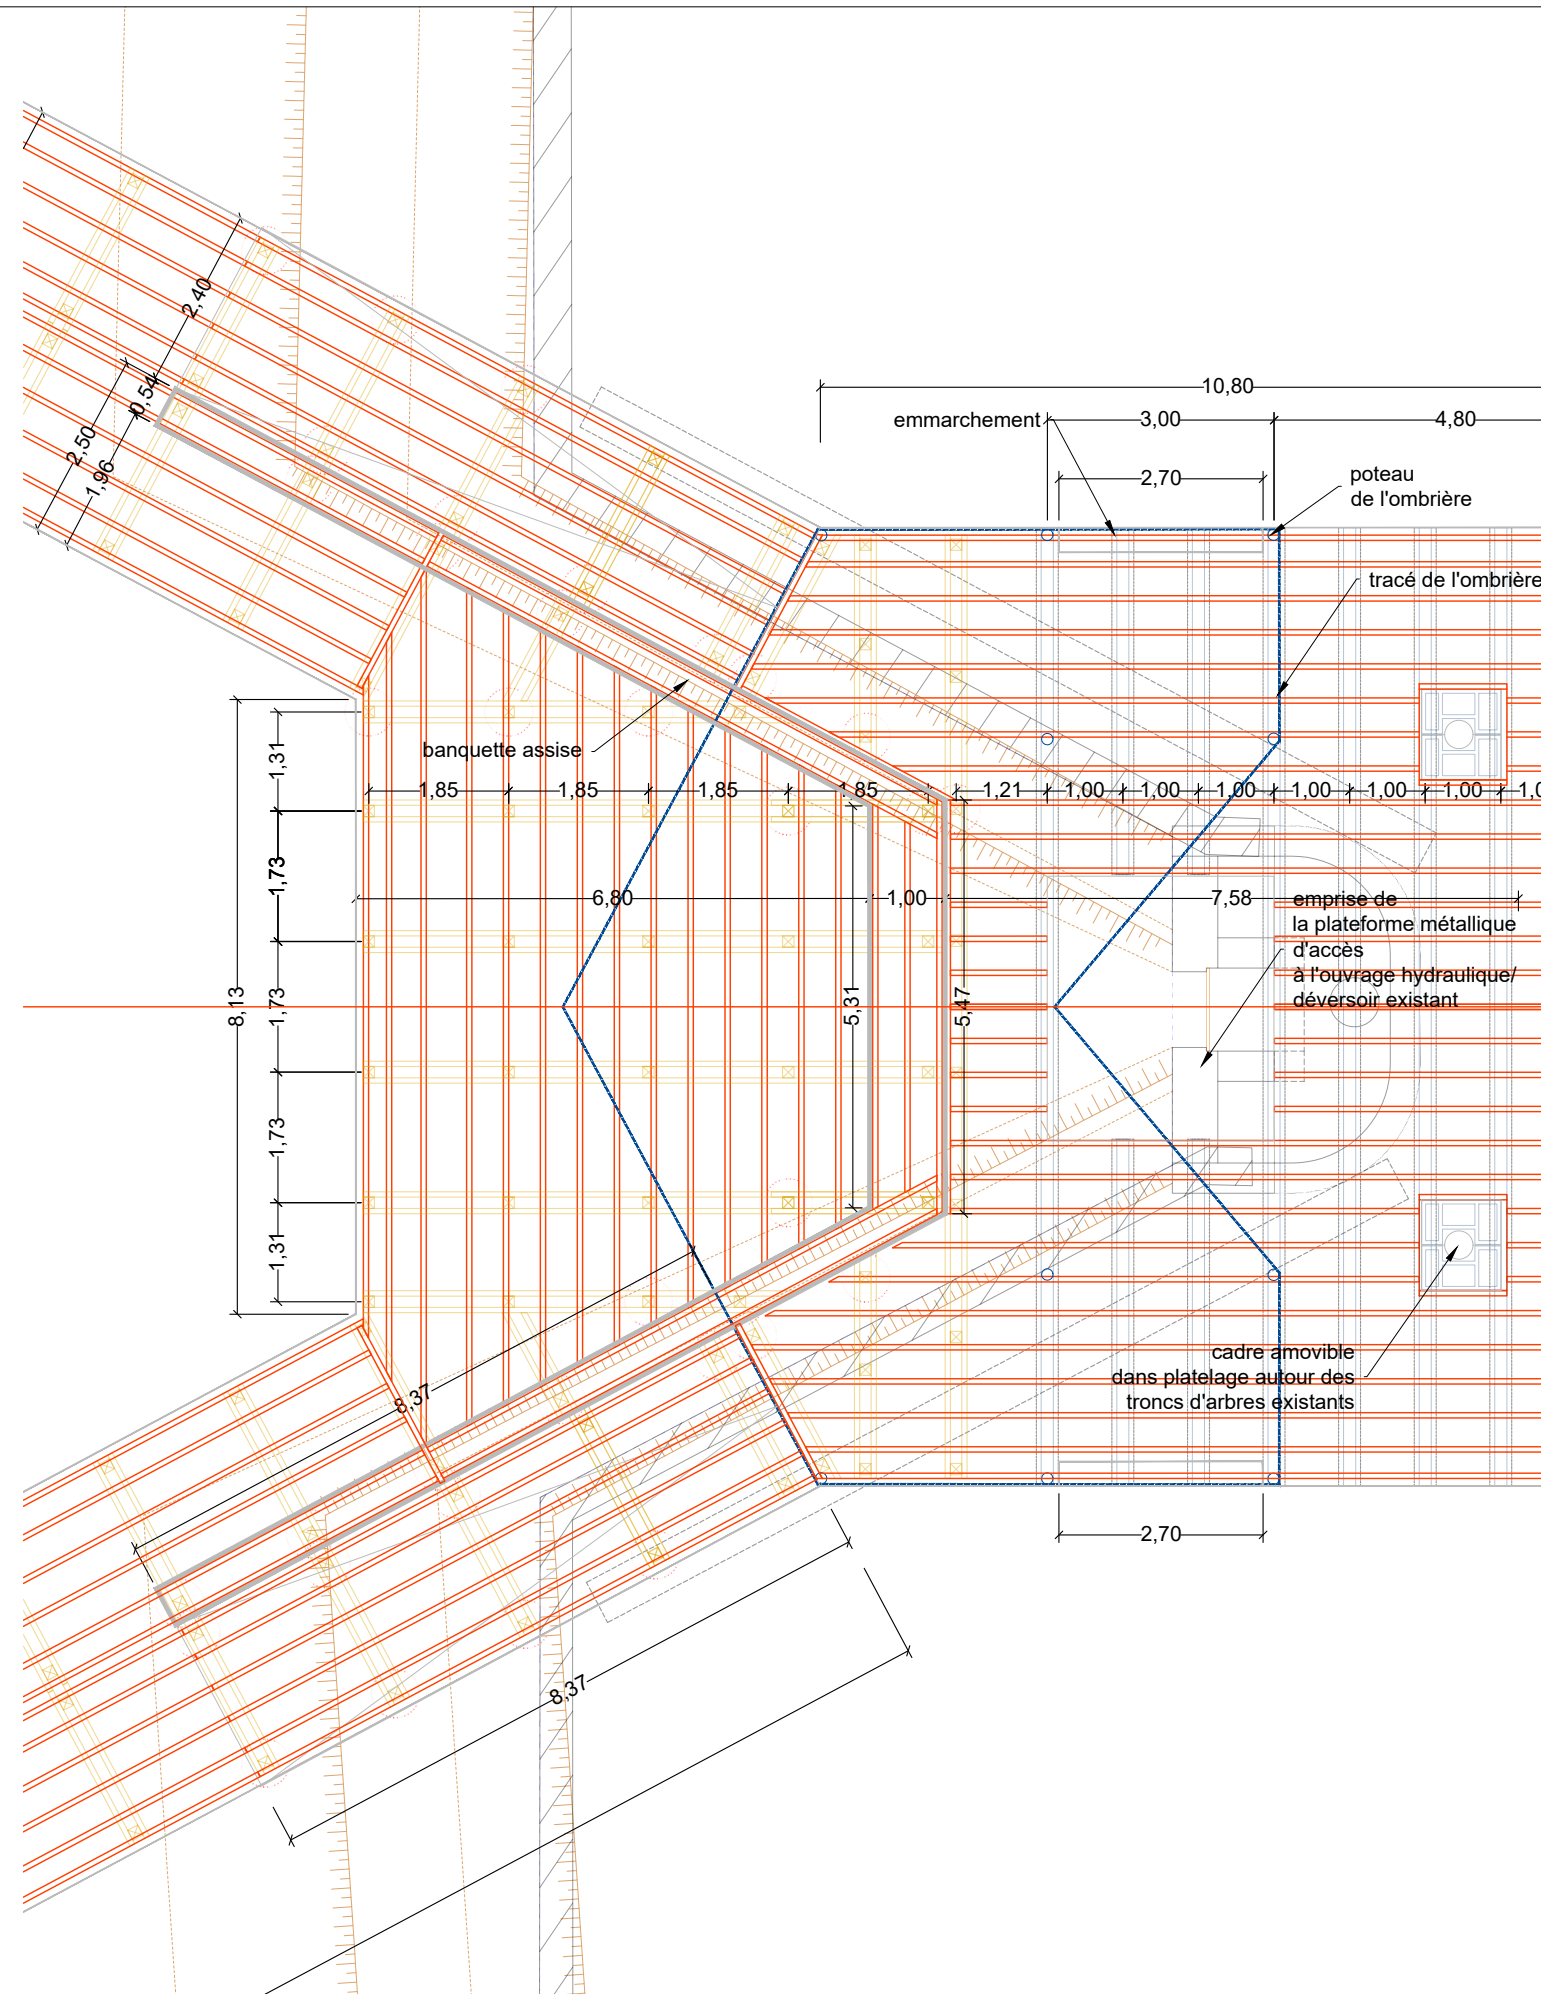 10,80
emmarchement
3,00
4,80
2,70
poteau
de l'ombrière
tracé de l'ombrière
2,40
0,54
2,50
1,96
banquette assise
1,31
1,85
1,85
1,85
1,85
1,21
1,00
1,00
1,00
1,00
1,00
1,00
1,73
6,80
1,00
7,58
emprise de
la plateforme métallique
d'accès
à l'ouvrage hydraulique/
déversoir existant
8,13
1,73
5,31
5,47
1,73
1,31
cadre amovible
dans platelage autour des
troncs d'arbres existants
8,37
2,70
8,37